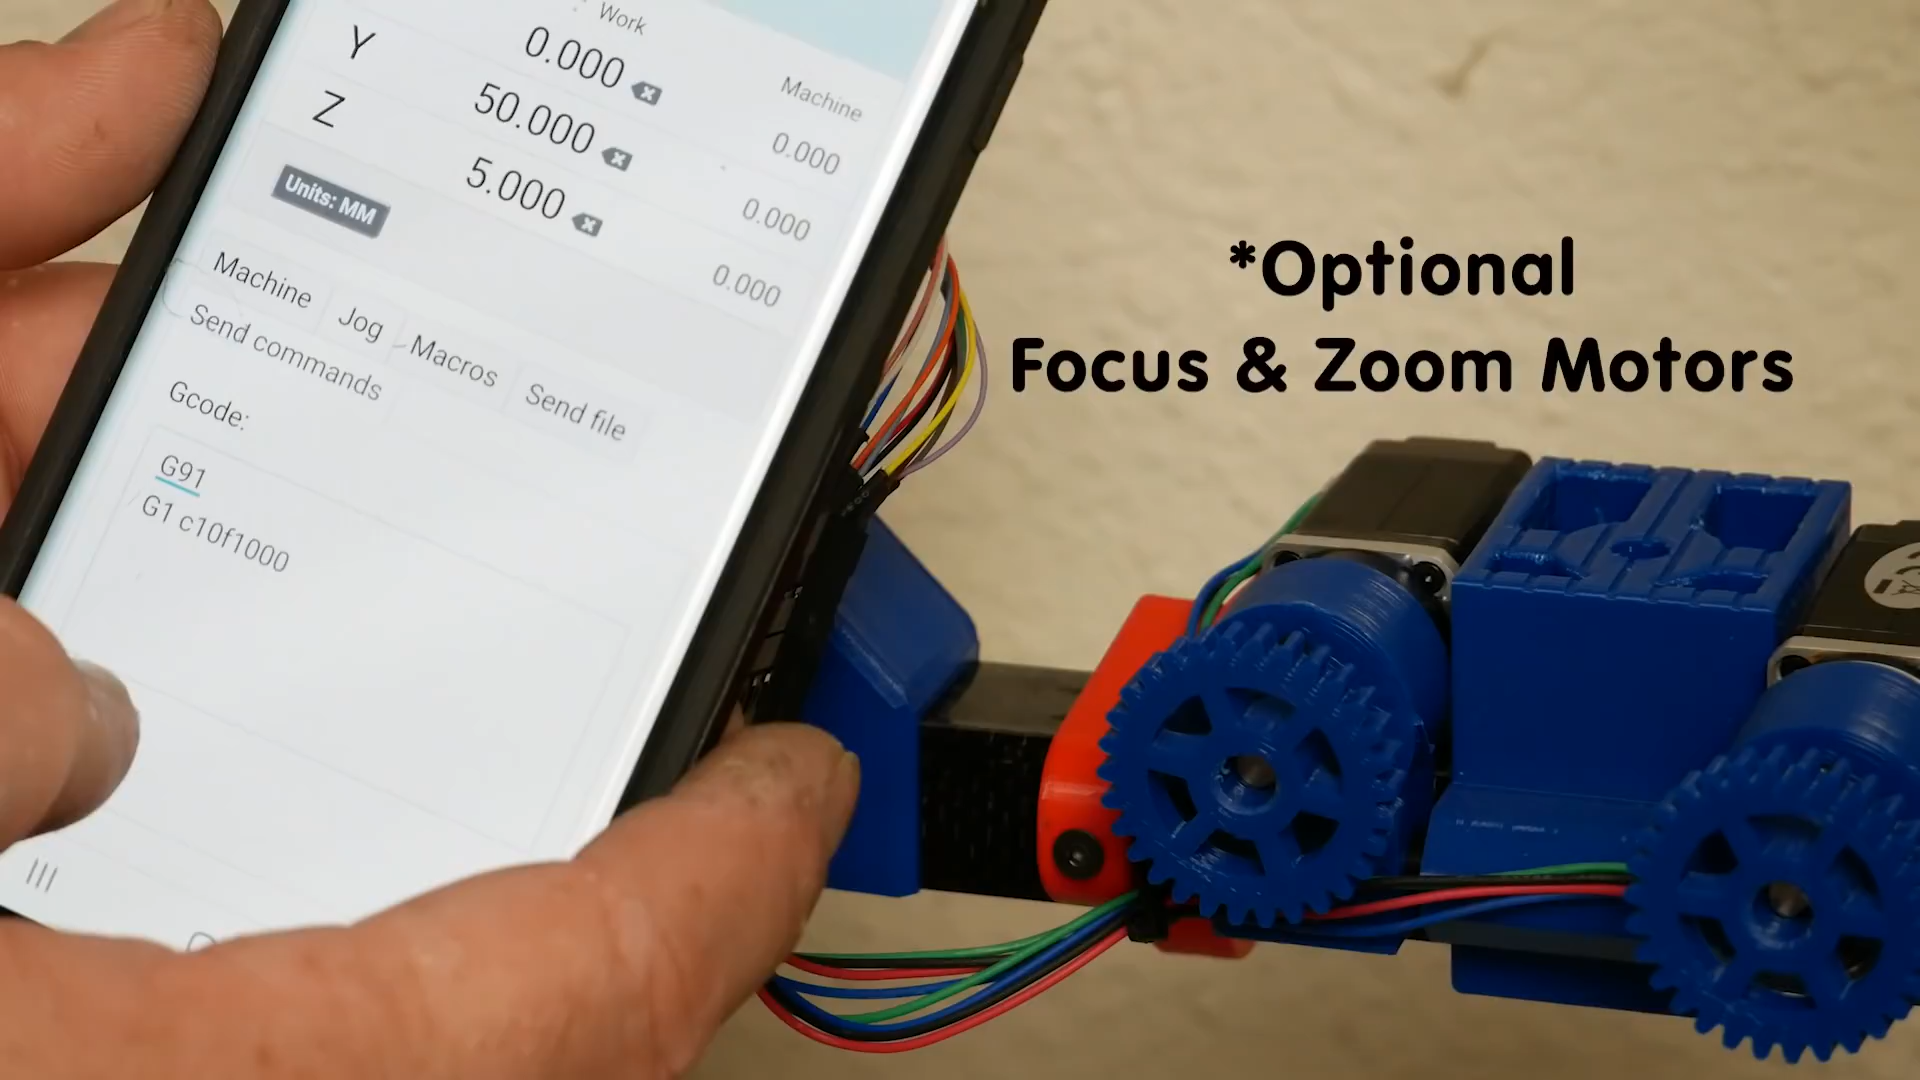 Work
Machine
0.000
0.000
Y
50.000
0.000
Z
5.000
0.000
Units: MM
Machine
Jog
Macros
Send file
Send commands
Gcode:
G91
G1 c10f1000
*Optional
Focus & Zoom Motors